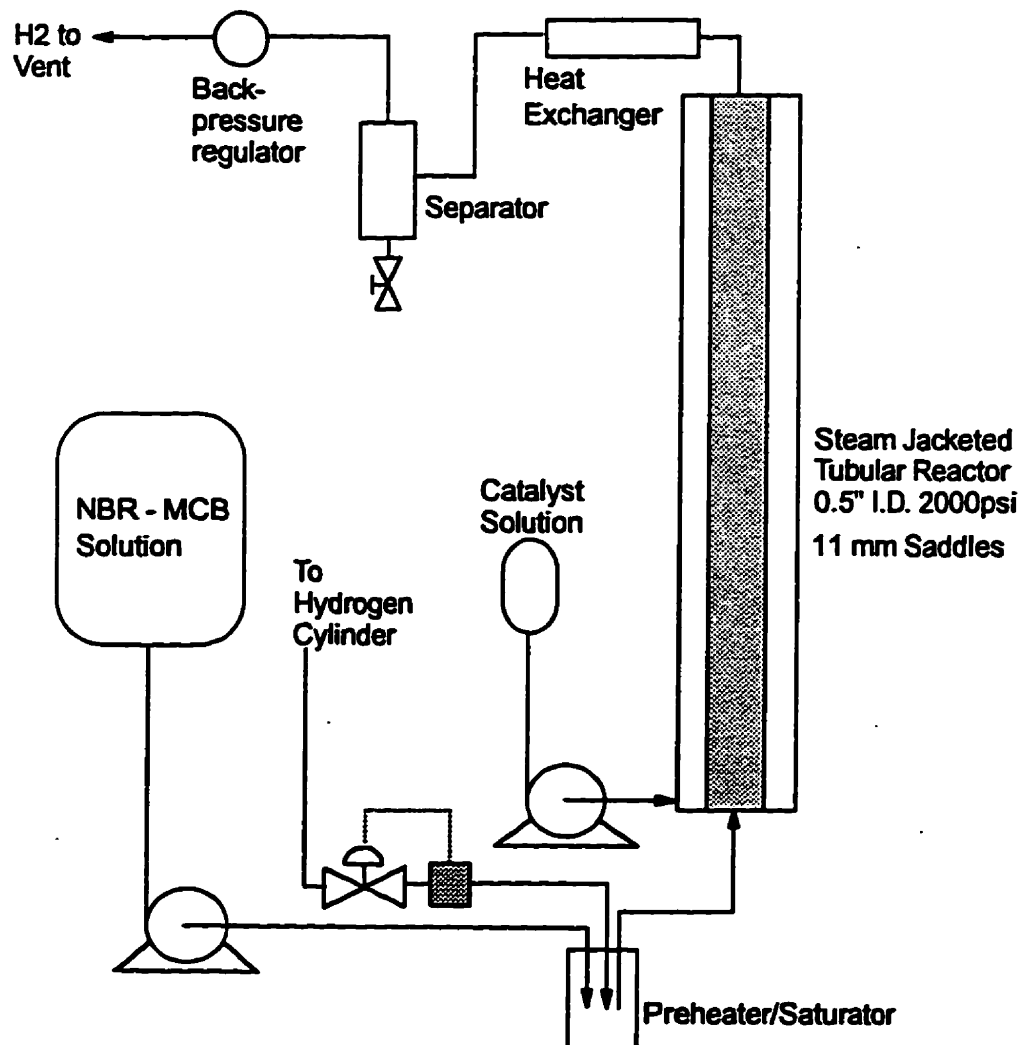 H2 to
Vent
Back-
pressure
regulator
Heat
Exchanger
Separator
Steam Jacketed
Tubular Reactor
0.5" I.D. 2000psi
11 mm Saddles
NBR - MCB
Solution
Catalyst
Solution
To
Hydrogen
Cylinder
Preheater/Saturator